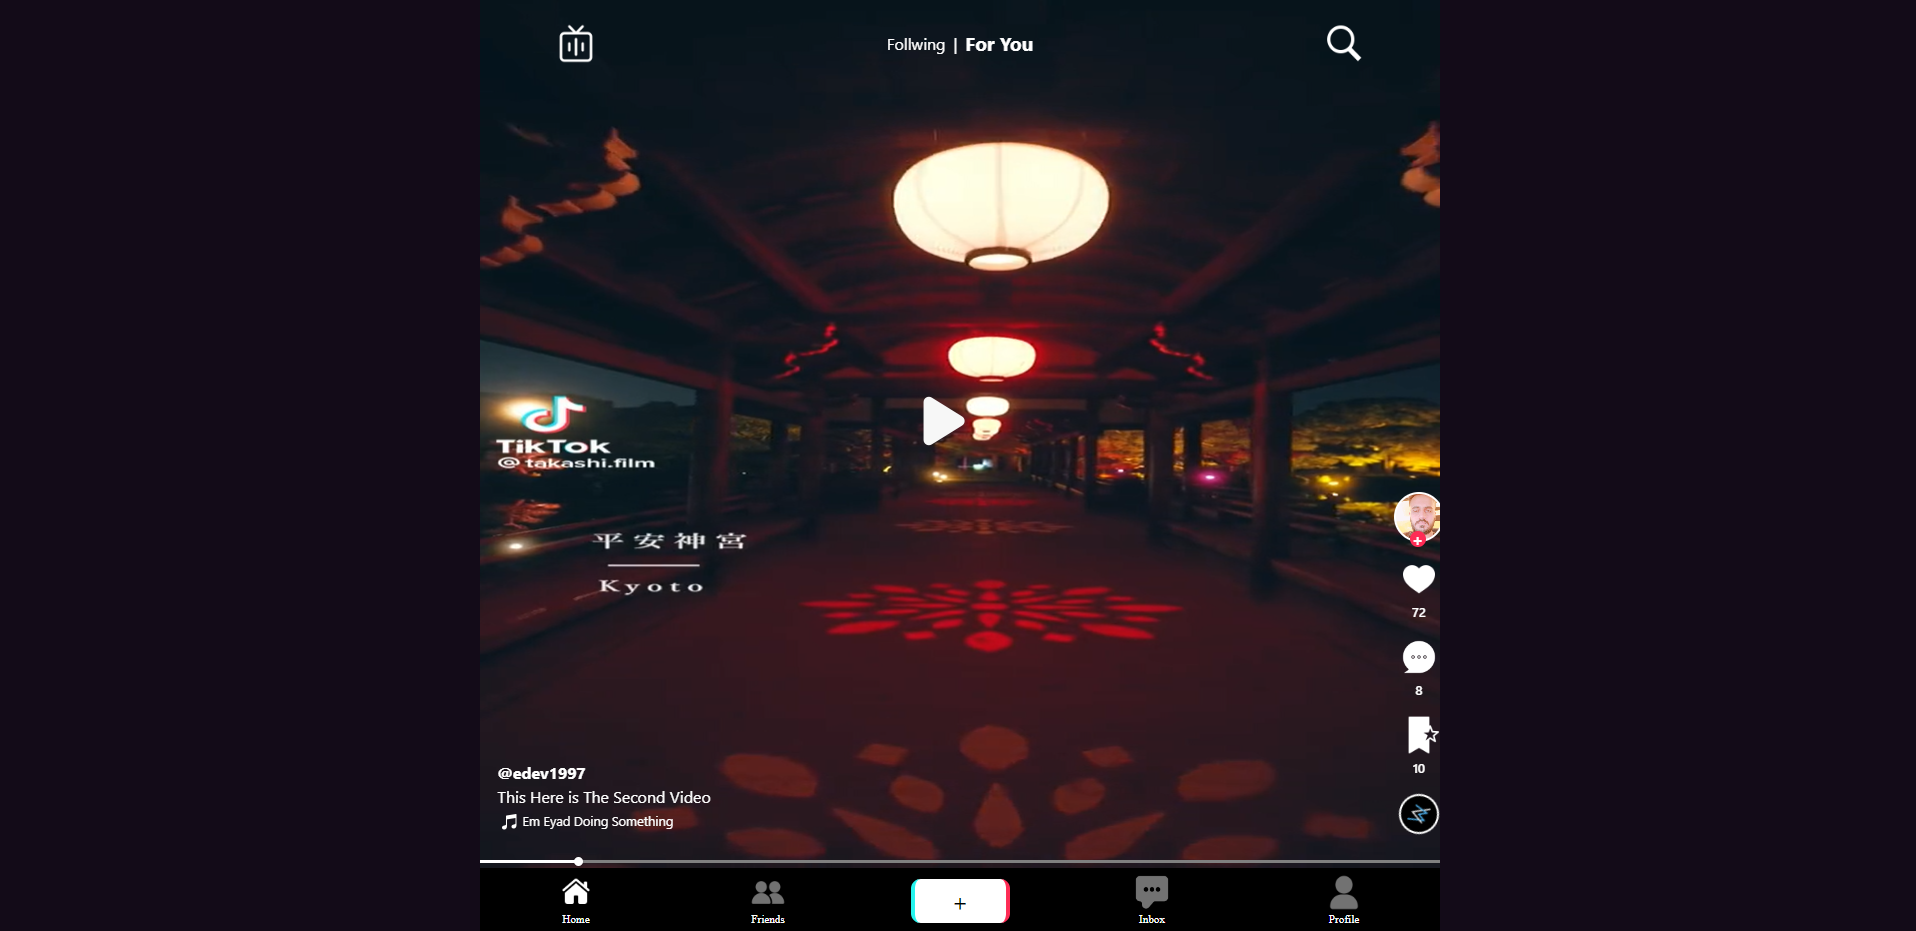 Follwing | For You
TikTok
@takashi.film
平安神宮
Kyoto
72
8
10
@edev1997
This Here is The Second Video
Em Eyad Doing Something
+
Home
Friends
Inbox
Profile